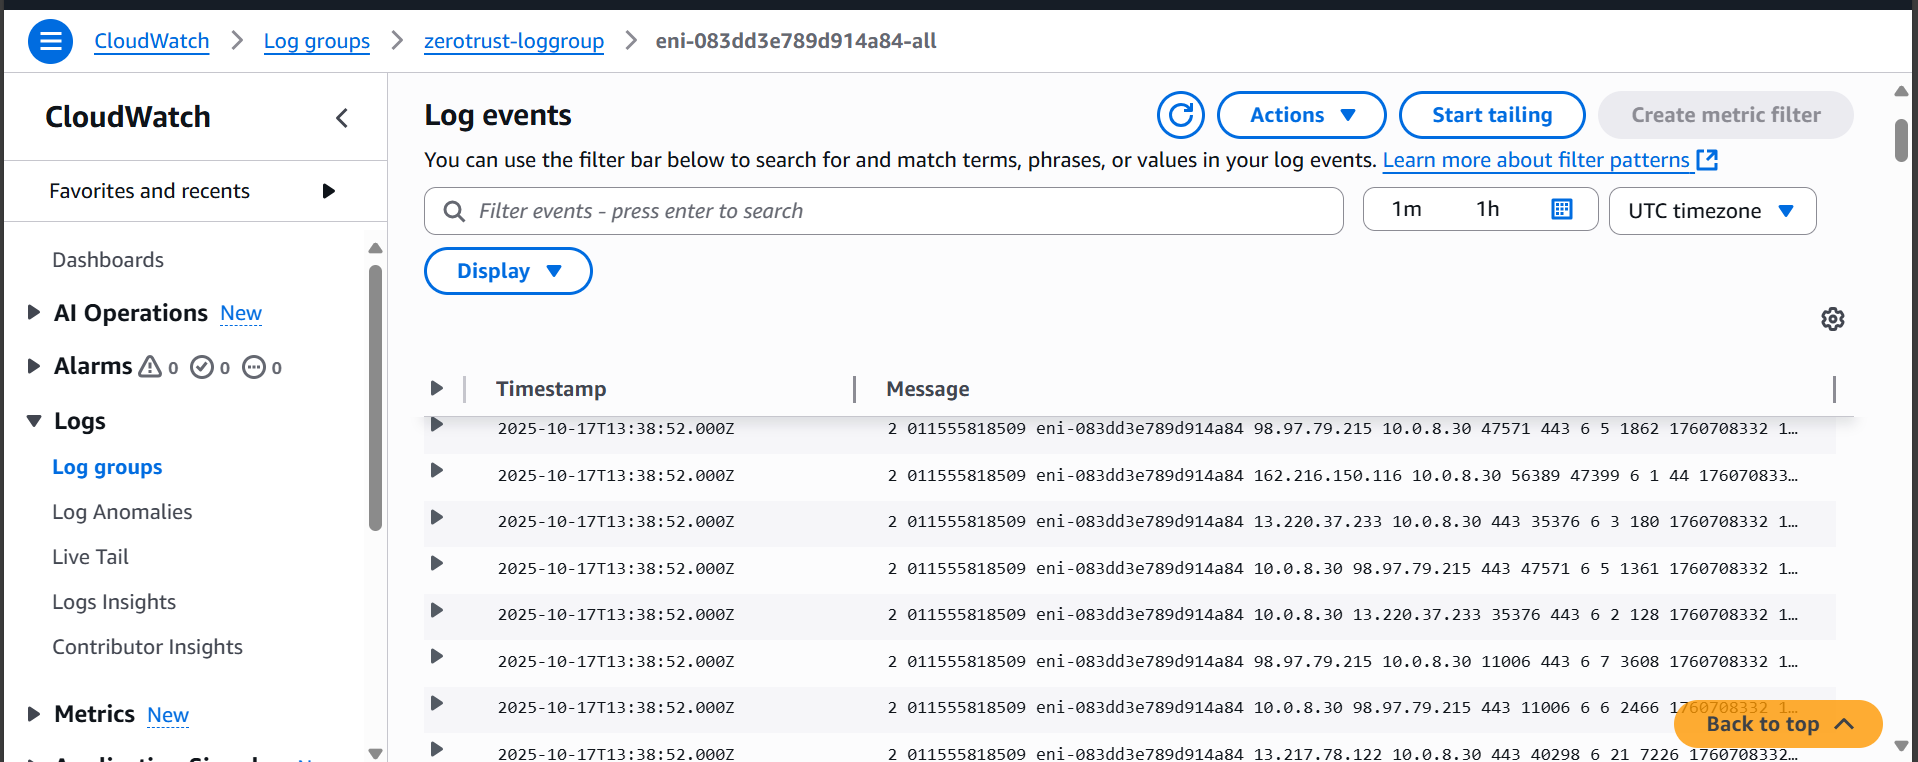 CloudWatch > Log groups > zerotrust-loggroup > eni-083dd3e789d914a84-all
CloudWatch
Favorites and recents
Dashboards
AI Operations New
Alarms 0 0 0
Logs
Log groups
Log Anomalies
Live Tail
Logs Insights
Contributor Insights
Metrics New
Log events
Actions
Start tailing
Create metric filter
You can use the filter bar below to search for and match terms, phrases, or values in your log events. Learn more about filter patterns
Filter events - press enter to search
1m 1h
UTC timezone
Display
Timestamp Message
2025-10-17T13:38:52.000Z 2 011555818509 eni-083dd3e789d914a84 98.97.79.215 10.0.8.30 47571 443 6 5 1862 1760708332 1…
2025-10-17T13:38:52.000Z 2 011555818509 eni-083dd3e789d914a84 162.216.150.116 10.0.8.30 56389 47399 6 1 44 176070833…
2025-10-17T13:38:52.000Z 2 011555818509 eni-083dd3e789d914a84 13.220.37.233 10.0.8.30 443 35376 6 3 180 1760708332 1…
2025-10-17T13:38:52.000Z 2 011555818509 eni-083dd3e789d914a84 10.0.8.30 98.97.79.215 443 47571 6 5 1361 1760708332 1…
2025-10-17T13:38:52.000Z 2 011555818509 eni-083dd3e789d914a84 10.0.8.30 13.220.37.233 35376 443 6 2 128 1760708332 1…
2025-10-17T13:38:52.000Z 2 011555818509 eni-083dd3e789d914a84 98.97.79.215 10.0.8.30 11006 443 6 7 3608 1760708332 1…
2025-10-17T13:38:52.000Z 2 011555818509 eni-083dd3e789d914a84 10.0.8.30 98.97.79.215 443 11006 6 6 2466 1760708332 1…
Back to top
2025-10-17T13:38:52.000Z 2 011555818509 eni-083dd3e789d914a84 13.217.78.122 10.0.8.30 443 40298 6 21 7226 1760708332…